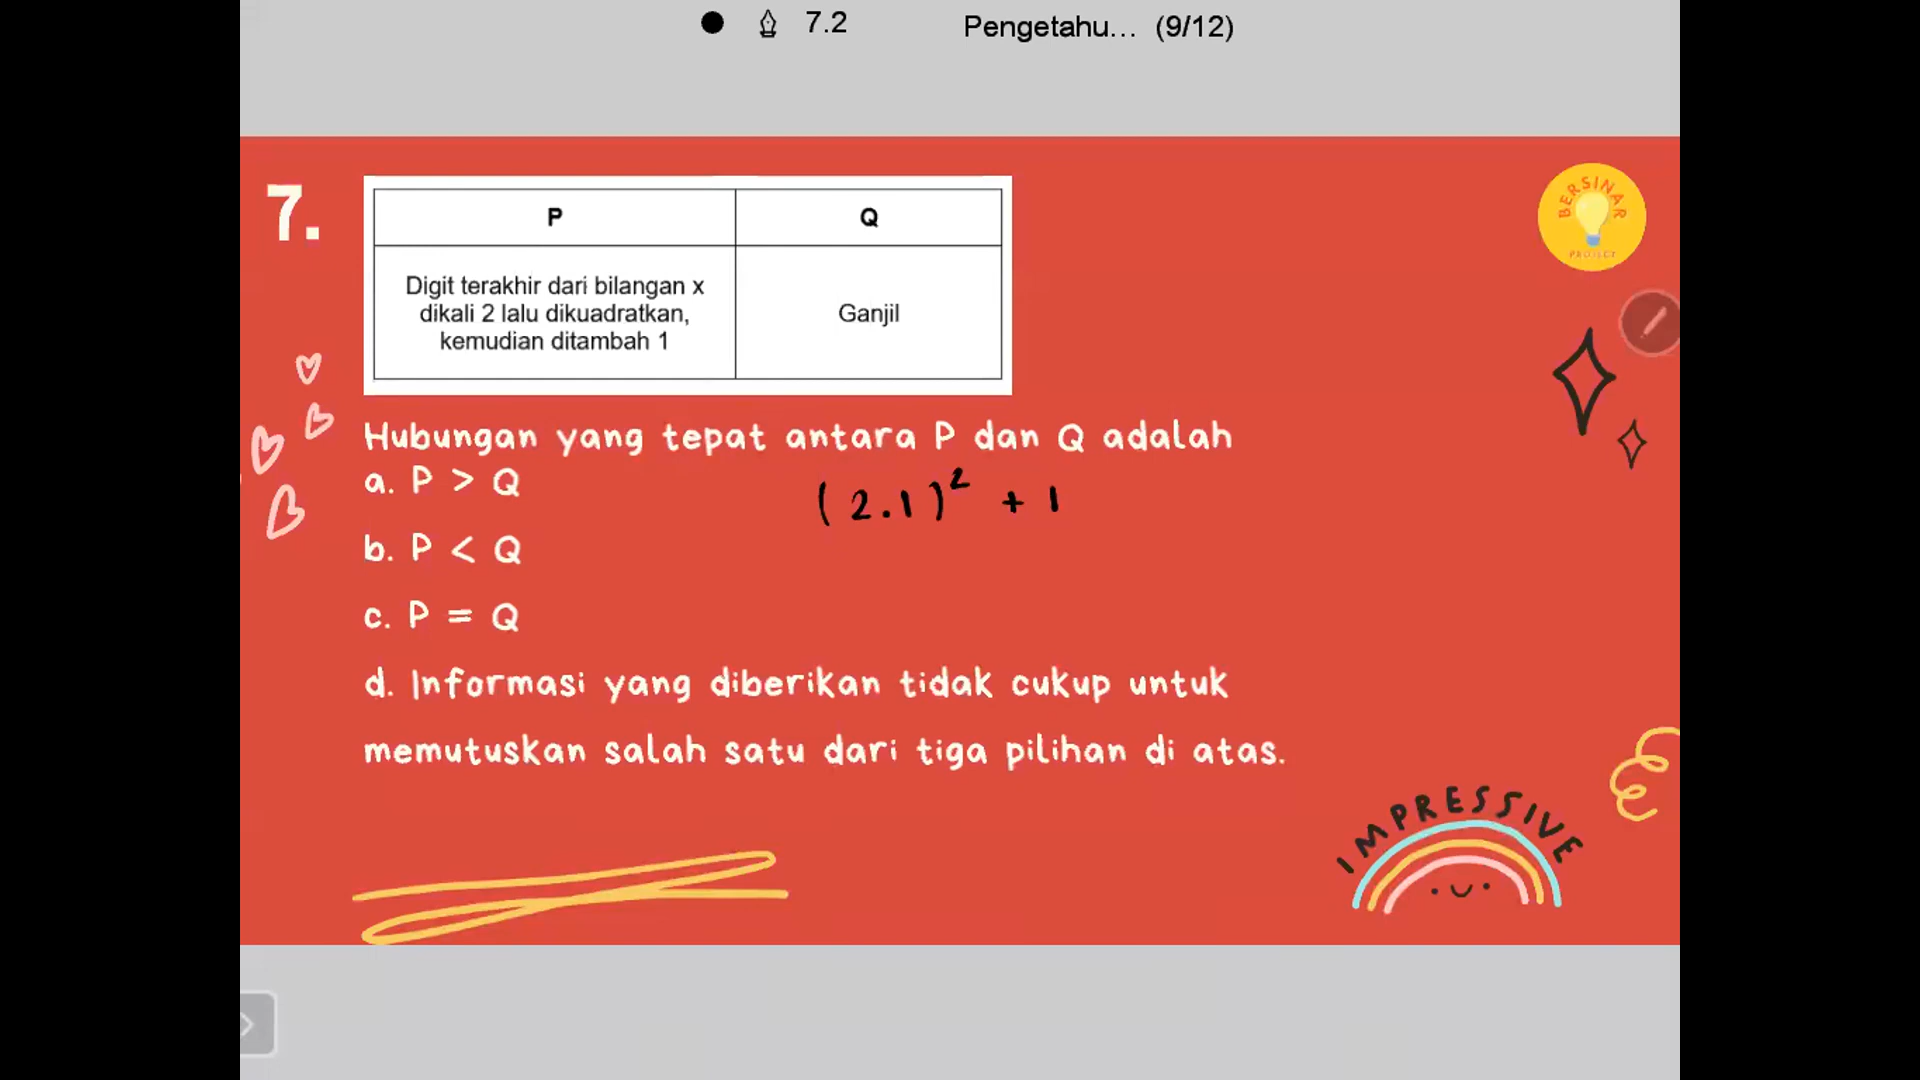 7.2 Pengetahu... (9/12)
7.
P Q
Digit terakhir dari bilangan x
dikali 2 lalu dikuadratkan,
kemudian ditambah 1
Ganjil
BERSINAR
PROJECT
Hubungan yang tepat antara P dan Q adalah
a. P > Q
(2.1)² + 1
b. P < Q
c. P = Q
d. Informasi yang diberikan tidak cukup untuk
memutuskan salah satu dari tiga pilihan di atas.
IMPRESSIVE